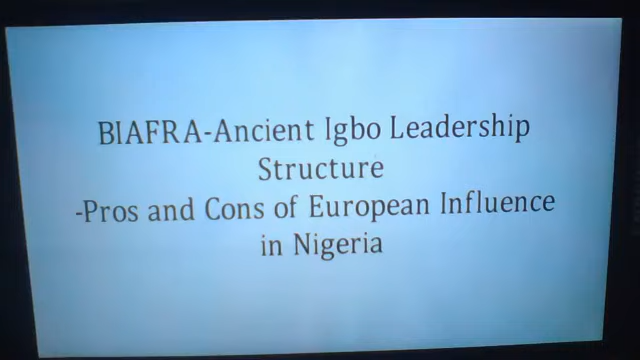 BIAFRA-Ancient Igbo Leadership
Structure
-Pros and Cons of European Influence
in Nigeria